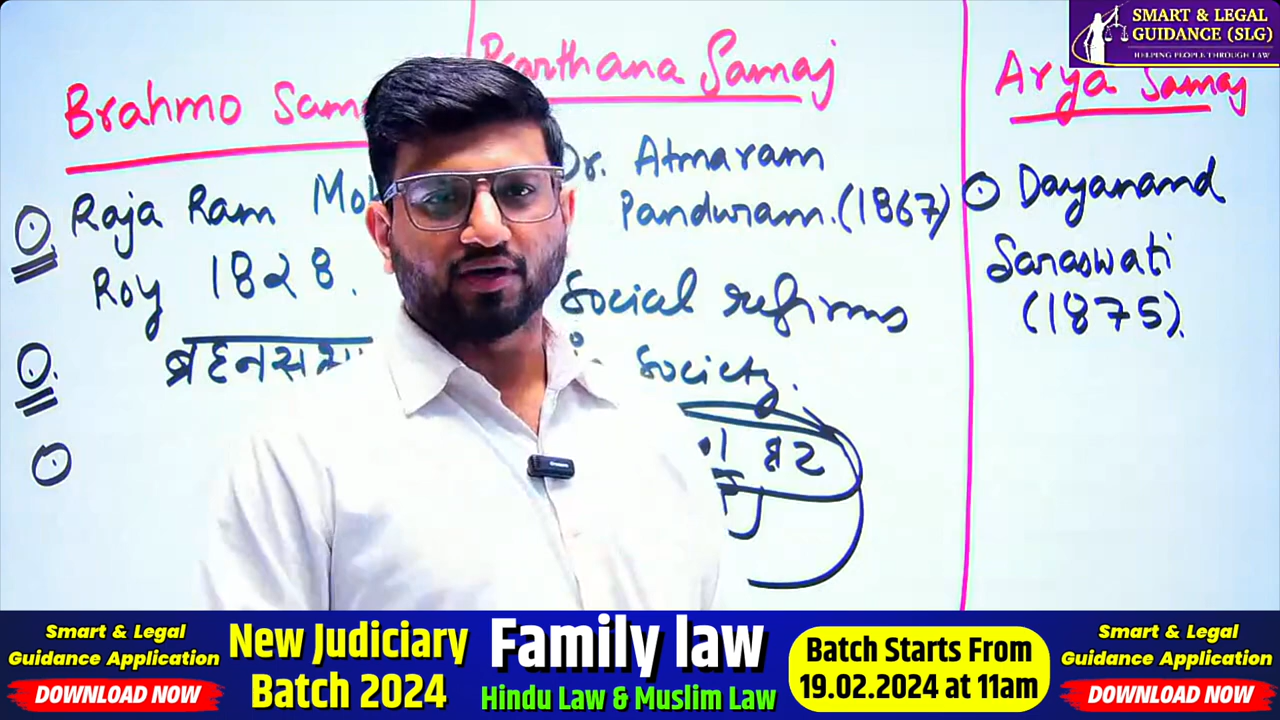 SMART & LEGAL
GUIDANCE (SLG)
HELPING PEOPLE THROUGH LAW
Brahmo Sam
Prarthana Samaj
Arya Samaj
Raja Ram Mo
Roy 1828.
Dr. Atmaram
Panduram. (1867)
Social reforms
Society.
Dayanand
Saraswati
(1875).
Smart & Legal
Guidance Application
DOWNLOAD NOW
New Judiciary
Batch 2024
Family law
Hindu Law & Muslim Law
Batch Starts From
19.02.2024 at 11am
Smart & Legal
Guidance Application
DOWNLOAD NOW